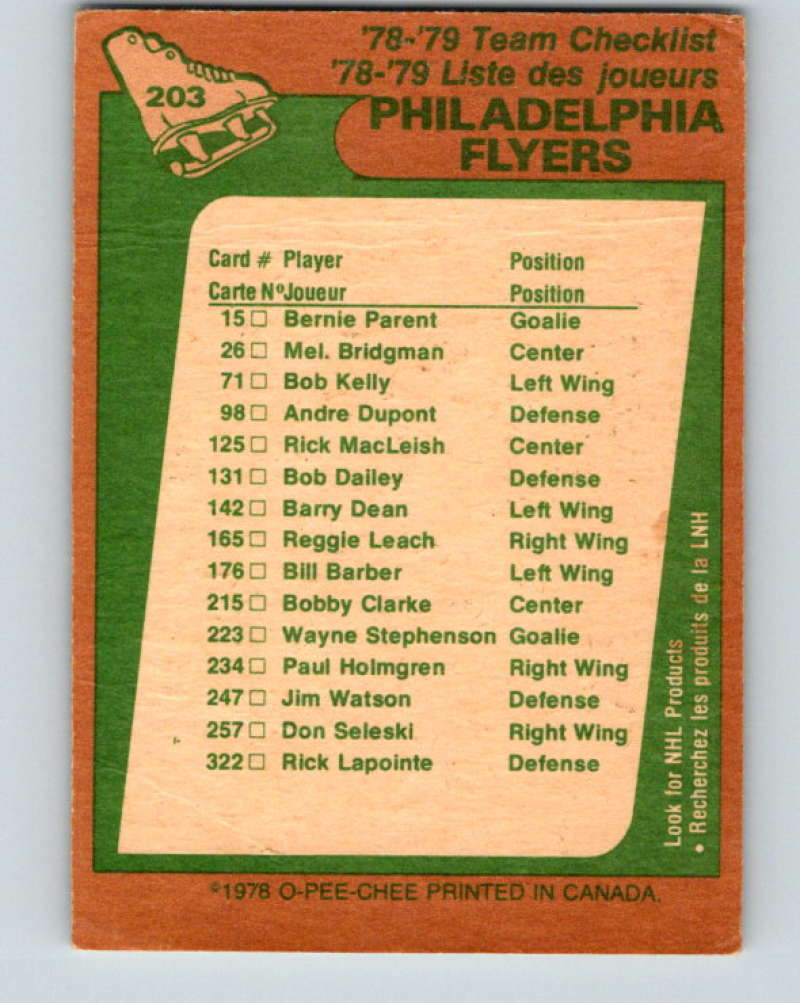 '78-'79 Team Checklist
'78-'79 Liste des joueurs
203
PHILADELPHIA
FLYERS
Card # Player Position
Carte Nº Joueur Position
15 □ Bernie Parent Goalie
26 □ Mel. Bridgman Center
71 □ Bob Kelly Left Wing
98 □ Andre Dupont Defense
125 □ Rick MacLeish Center
131 □ Bob Dailey Defense
142 □ Barry Dean Left Wing
165 □ Reggie Leach Right Wing
176 □ Bill Barber Left Wing
215 □ Bobby Clarke Center
223 □ Wayne Stephenson Goalie
234 □ Paul Holmgren Right Wing
247 □ Jim Watson Defense
257 □ Don Seleski Right Wing
322 □ Rick Lapointe Defense
Look for NHL Products
• Recherchez les produits de la LNH
©1978 O-PEE-CHEE PRINTED IN CANADA.